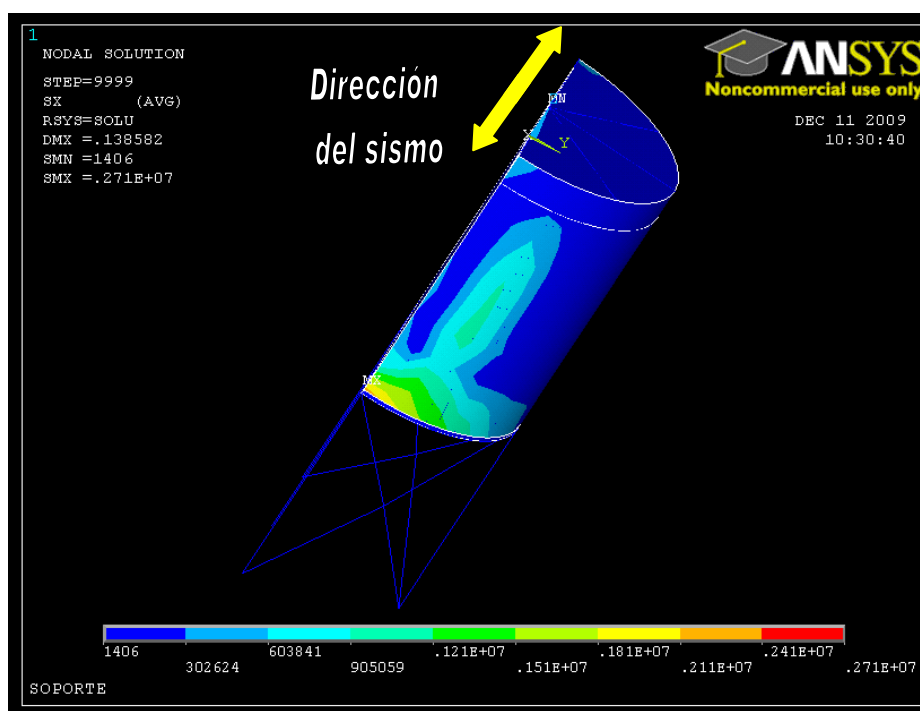 1
NODAL SOLUTION
STEP=9999
SX (AVG)
RSYS=SOLU
DMX =.138582
SMN =1406
SMX =.271E+07
Dirección
del sismo
ANSYS
Noncommercial use only
DEC 11 2009
10:30:40
MN
X
Y
MX
1406
302624
603841
905059
.121E+07
.151E+07
.181E+07
.211E+07
.241E+07
.271E+07
SOPORTE